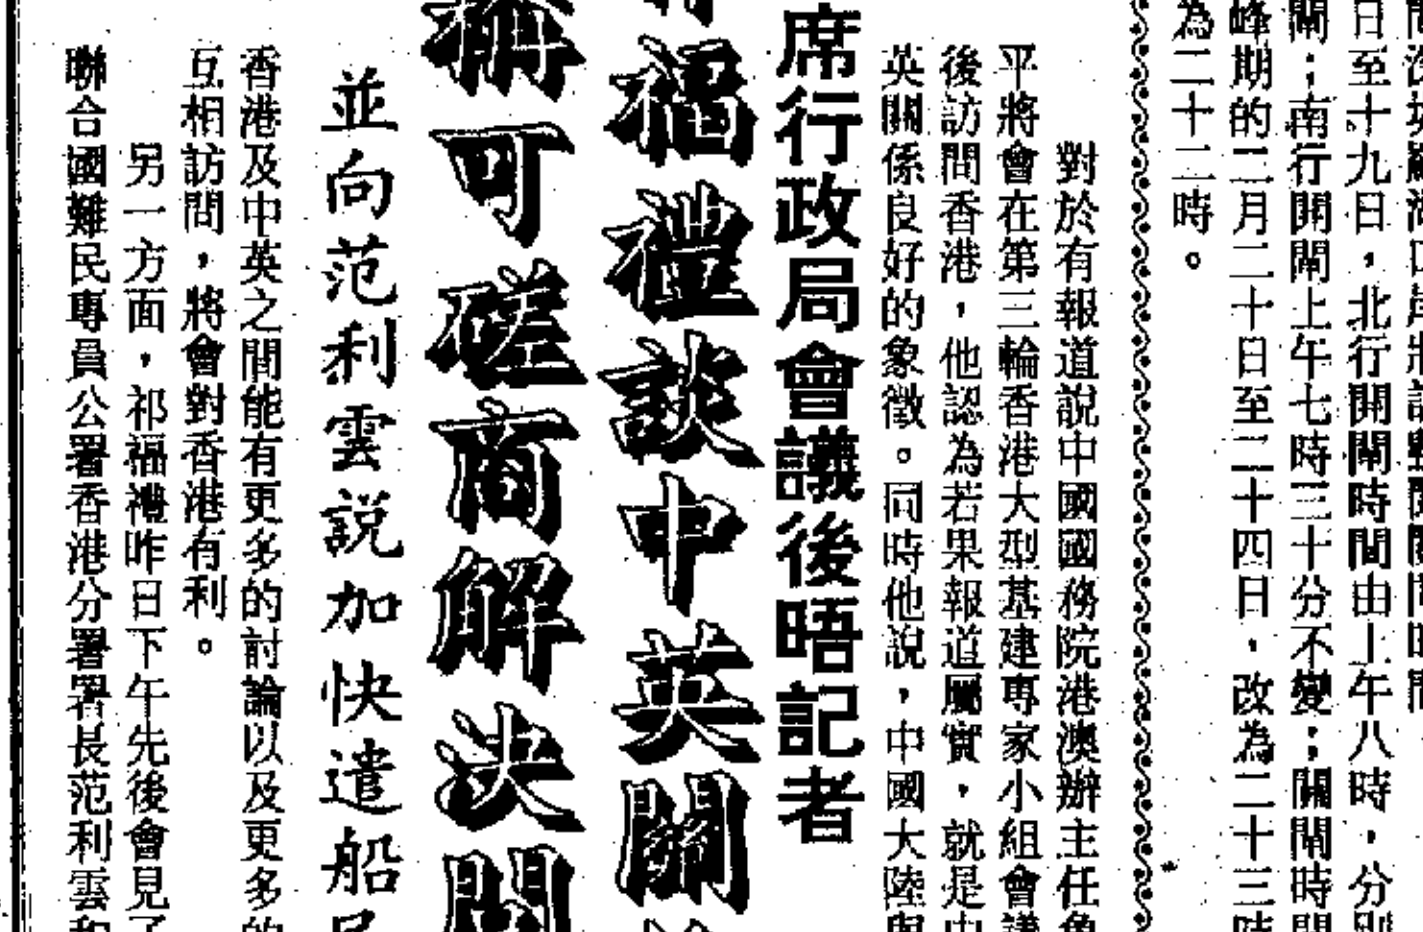 日至十九日，北行開閘時間由上午八時，分別
閘；南行開閘上午七時三十分不變；關閘時間
峰期的二月二十日至二十四日，改為二十三時
為二十二時。
對於有報道說中國國務院港澳辦主任魯
平將會在第三輪香港大型基建專家小組會議
後訪問香港，他認為若果報道屬實，就是中
英關係良好的象徵。同時他說，中國大陸與
席行政局會議後晤記者
福禮談中英關
稱可磋商解決問
並向范利雲説加快遣船民
香港及中英之間能有更多的討論以及更多的
互相訪問，將會對香港有利。
另一方面，祁福禮昨日下午先後會見了
聯合國難民專員公署香港分署署長范利雲和